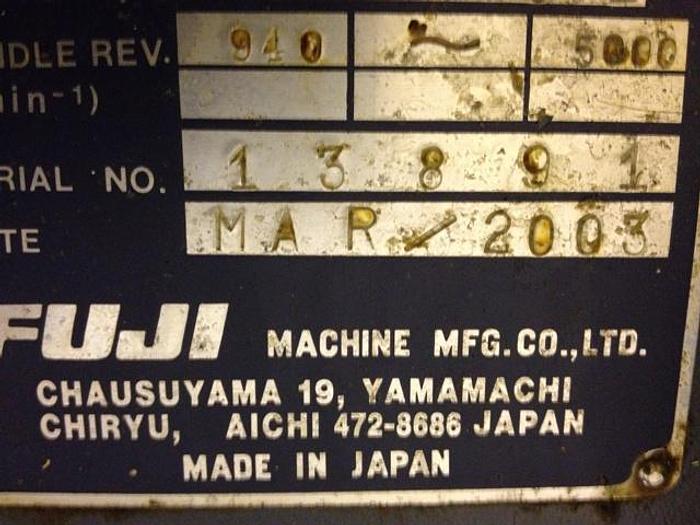 NDLE REV. 940 ~ 5000
in⁻¹)
RIAL NO. 13891
TE MAR/2003
FUJI MACHINE MFG.CO.,LTD.
CHAUSUYAMA 19, YAMAMACHI
CHIRYU, AICHI 472-8686 JAPAN
MADE IN JAPAN